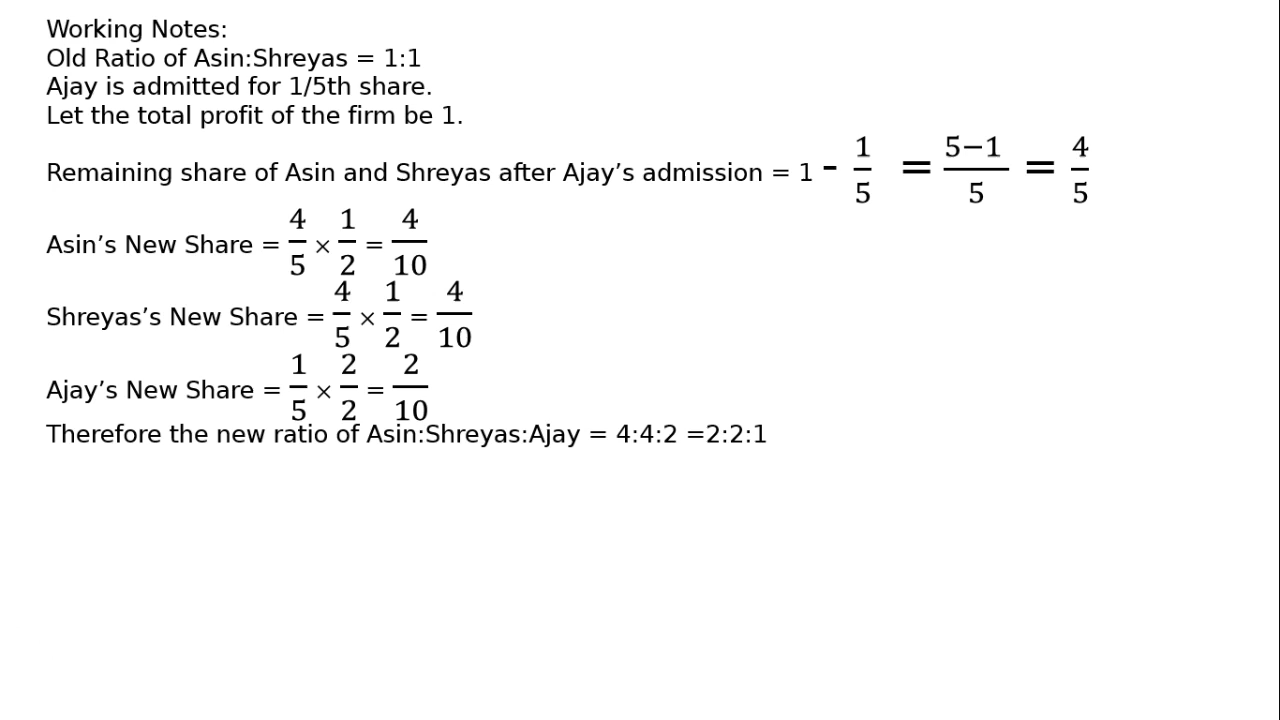 Working Notes:
Old Ratio of Asin:Shreyas = 1:1
Ajay is admitted for 1/5th share.
Let the total profit of the firm be 1.
Remaining share of Asin and Shreyas after Ajay’s admission = 1 - 1/5 = 5−1/5 = 4/5
Asin’s New Share = 4/5 × 1/2 = 4/10
Shreyas’s New Share = 4/5 × 1/2 = 4/10
Ajay’s New Share = 1/5 × 2/2 = 2/10
Therefore the new ratio of Asin:Shreyas:Ajay = 4:4:2 =2:2:1